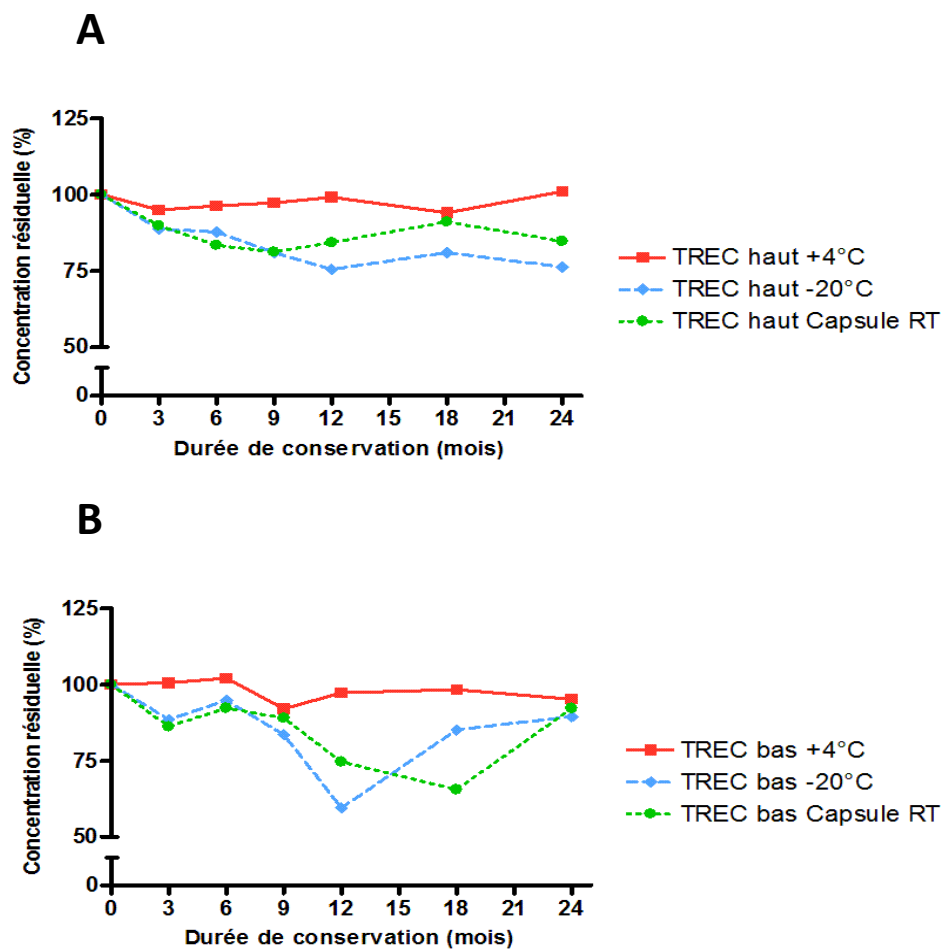 A
Concentration résiduelle (%)
125
100
75
50
0
0 3 6 9 12 15 18 21 24
Durée de conservation (mois)
TREC haut +4°C
TREC haut -20°C
TREC haut Capsule RT
B
Concentration résiduelle (%)
125
100
75
50
0
0 3 6 9 12 15 18 21 24
Durée de conservation (mois)
TREC bas +4°C
TREC bas -20°C
TREC bas Capsule RT